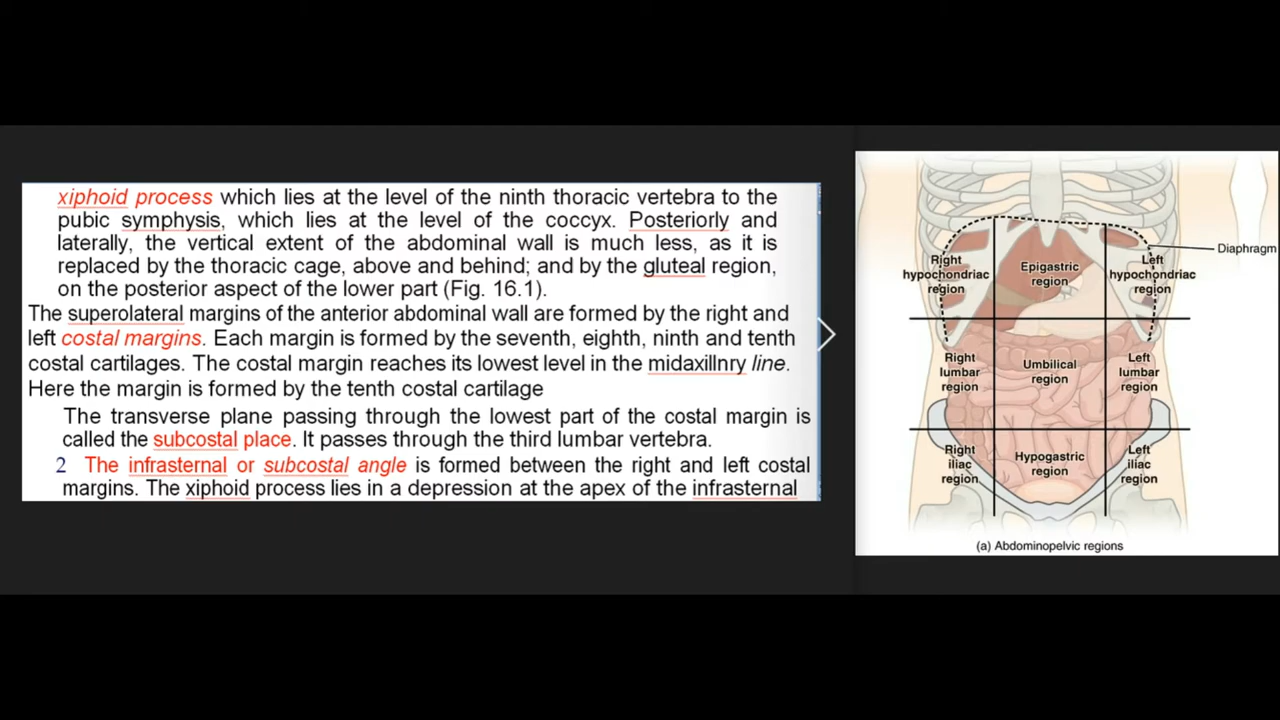 xiphoid process which lies at the level of the ninth thoracic vertebra to the
pubic symphysis, which lies at the level of the coccyx. Posteriorly and
laterally, the vertical extent of the abdominal wall is much less, as it is
replaced by the thoracic cage, above and behind; and by the gluteal region,
on the posterior aspect of the lower part (Fig. 16.1).
The superolateral margins of the anterior abdominal wall are formed by the right and
left costal margins. Each margin is formed by the seventh, eighth, ninth and tenth
costal cartilages. The costal margin reaches its lowest level in the midaxillnry line.
Here the margin is formed by the tenth costal cartilage
The transverse plane passing through the lowest part of the costal margin is
called the subcostal place. It passes through the third lumbar vertebra.
2 The infrasternal or subcostal angle is formed between the right and left costal
margins. The xiphoid process lies in a depression at the apex of the infrasternal
Diaphragm
Right
hypochondriac
region
Epigastric
region
Left
hypochondriac
region
Right
lumbar
region
Umbilical
region
Left
lumbar
region
Right
iliac
region
Hypogastric
region
Left
iliac
region
(a) Abdominopelvic regions